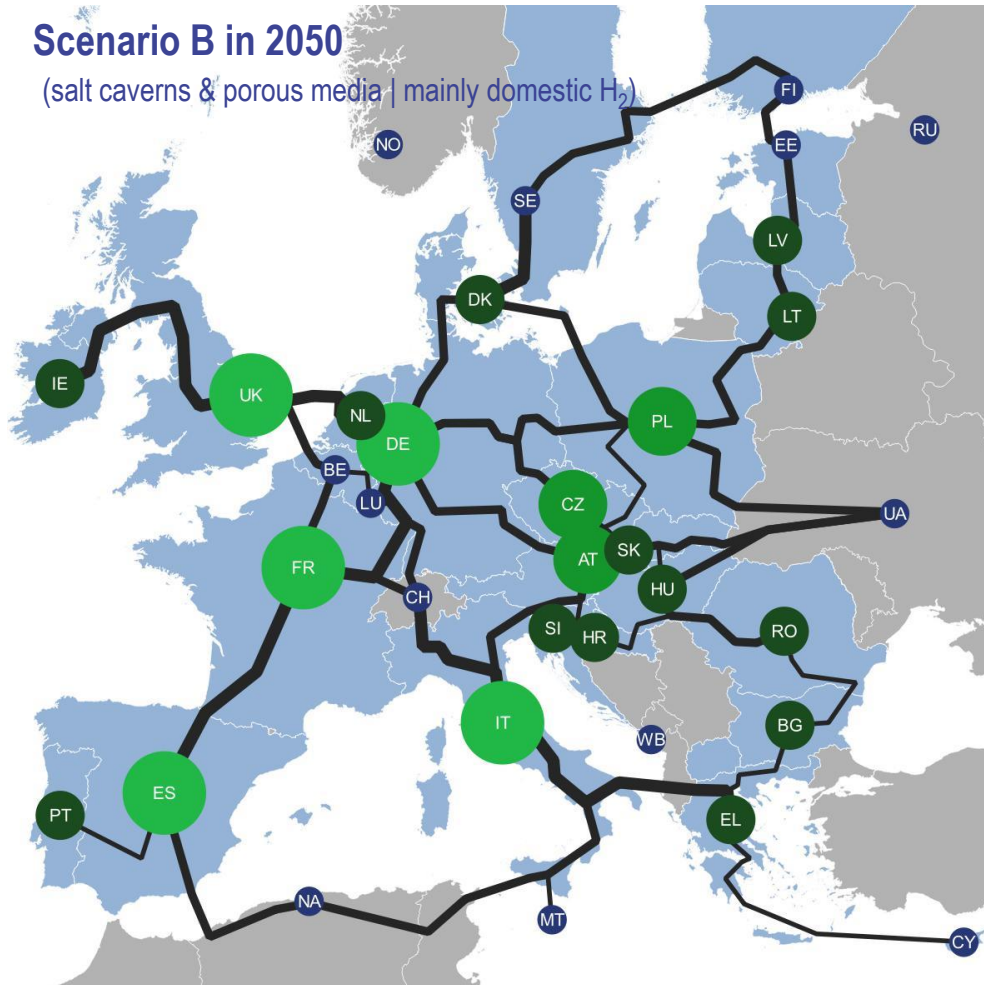 Scenario B in 2050
(salt caverns & porous media | mainly domestic H₂)
FI
NO
RU
EE
SE
LV
DK
LT
IE
UK
NL
DE
PL
BE
LU
CZ
UA
SK
AT
FR
HU
CH
SI
HR
RO
IT
BG
WB
ES
PT
EL
NA
MT
CY